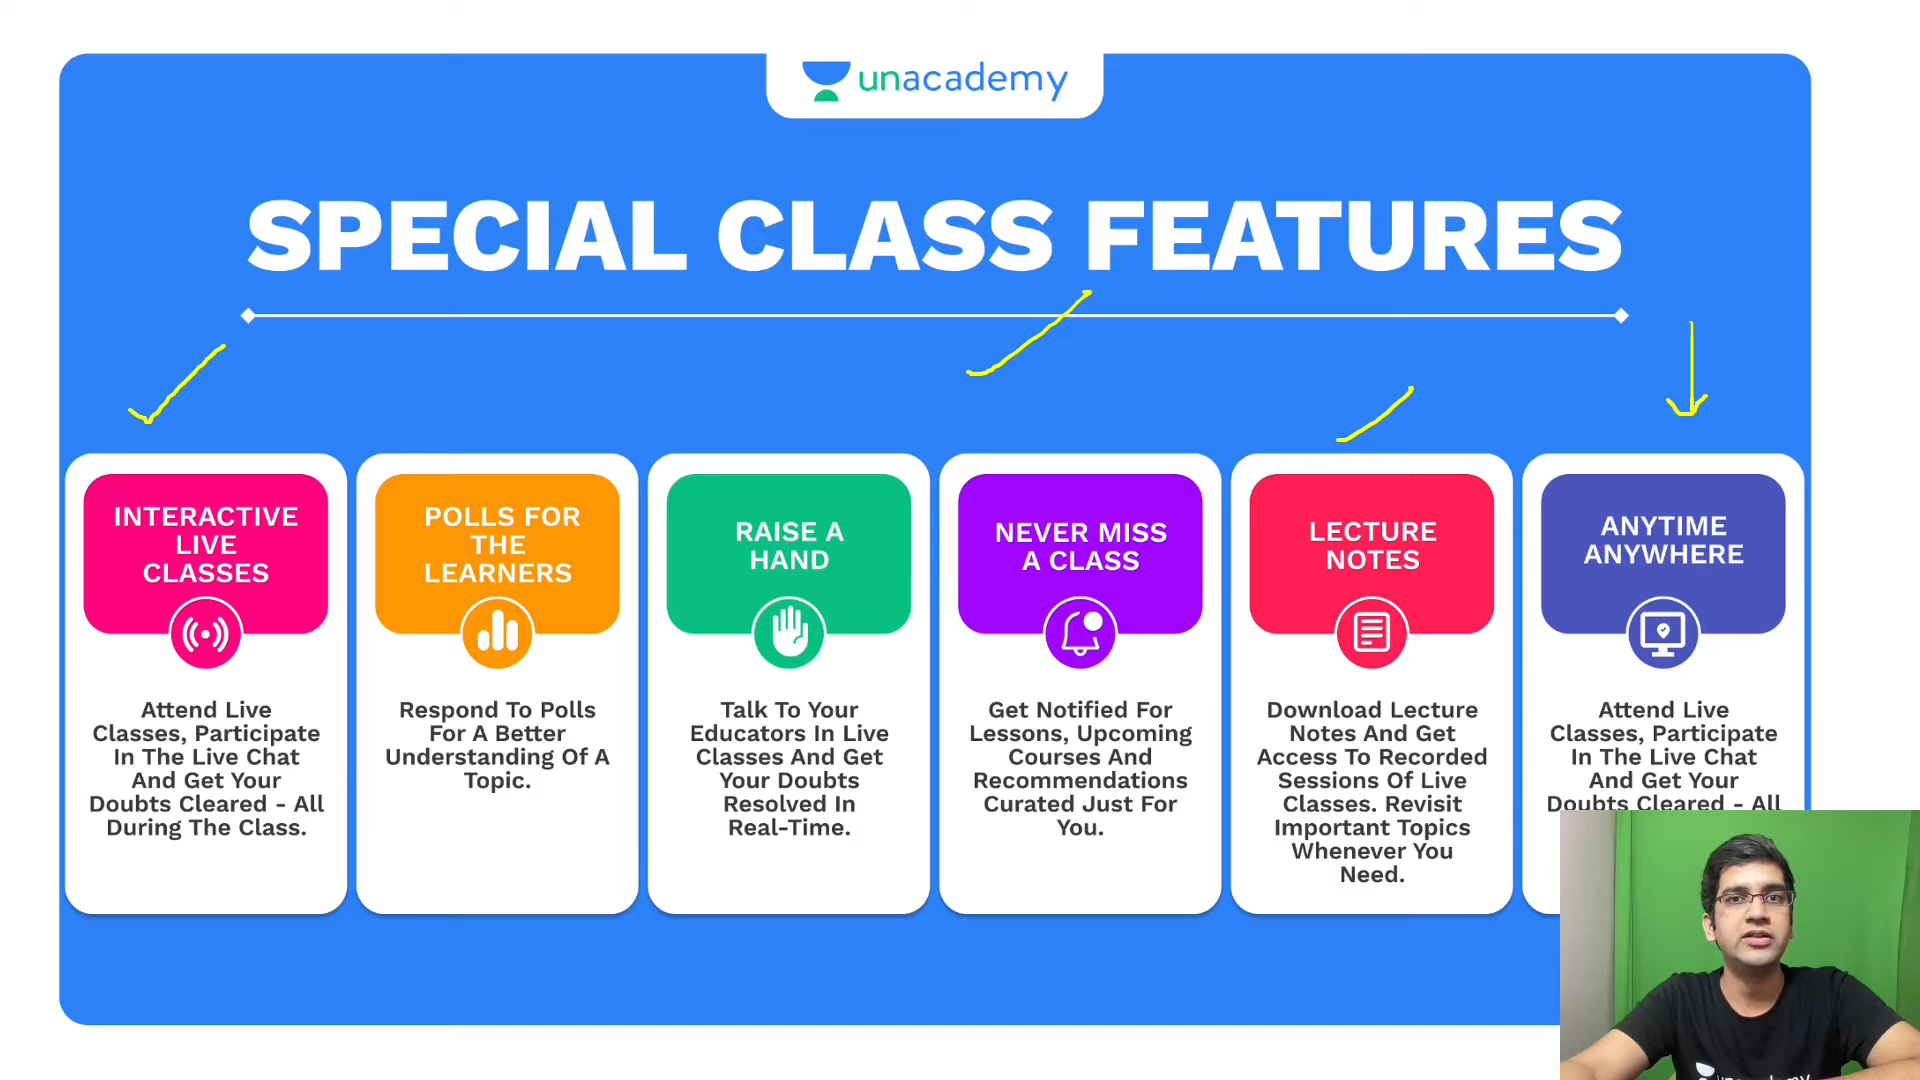 unacademy
SPECIAL CLASS FEATURES
INTERACTIVE
LIVE
CLASSES
Attend Live
Classes, Participate
In The Live Chat
And Get Your
Doubts Cleared - All
During The Class.
POLLS FOR
THE
LEARNERS
Respond To Polls
For A Better
Understanding Of A
Topic.
RAISE A
HAND
Talk To Your
Educators In Live
Classes And Get
Your Doubts
Resolved In
Real-Time.
NEVER MISS
A CLASS
Get Notified For
Lessons, Upcoming
Courses And
Recommendations
Curated Just For
You.
LECTURE
NOTES
Download Lecture
Notes And Get
Access To Recorded
Sessions Of Live
Classes. Revisit
Important Topics
Whenever You
Need.
ANYTIME
ANYWHERE
Attend Live
Classes, Participate
In The Live Chat
And Get Your
Doubts Cleared - All